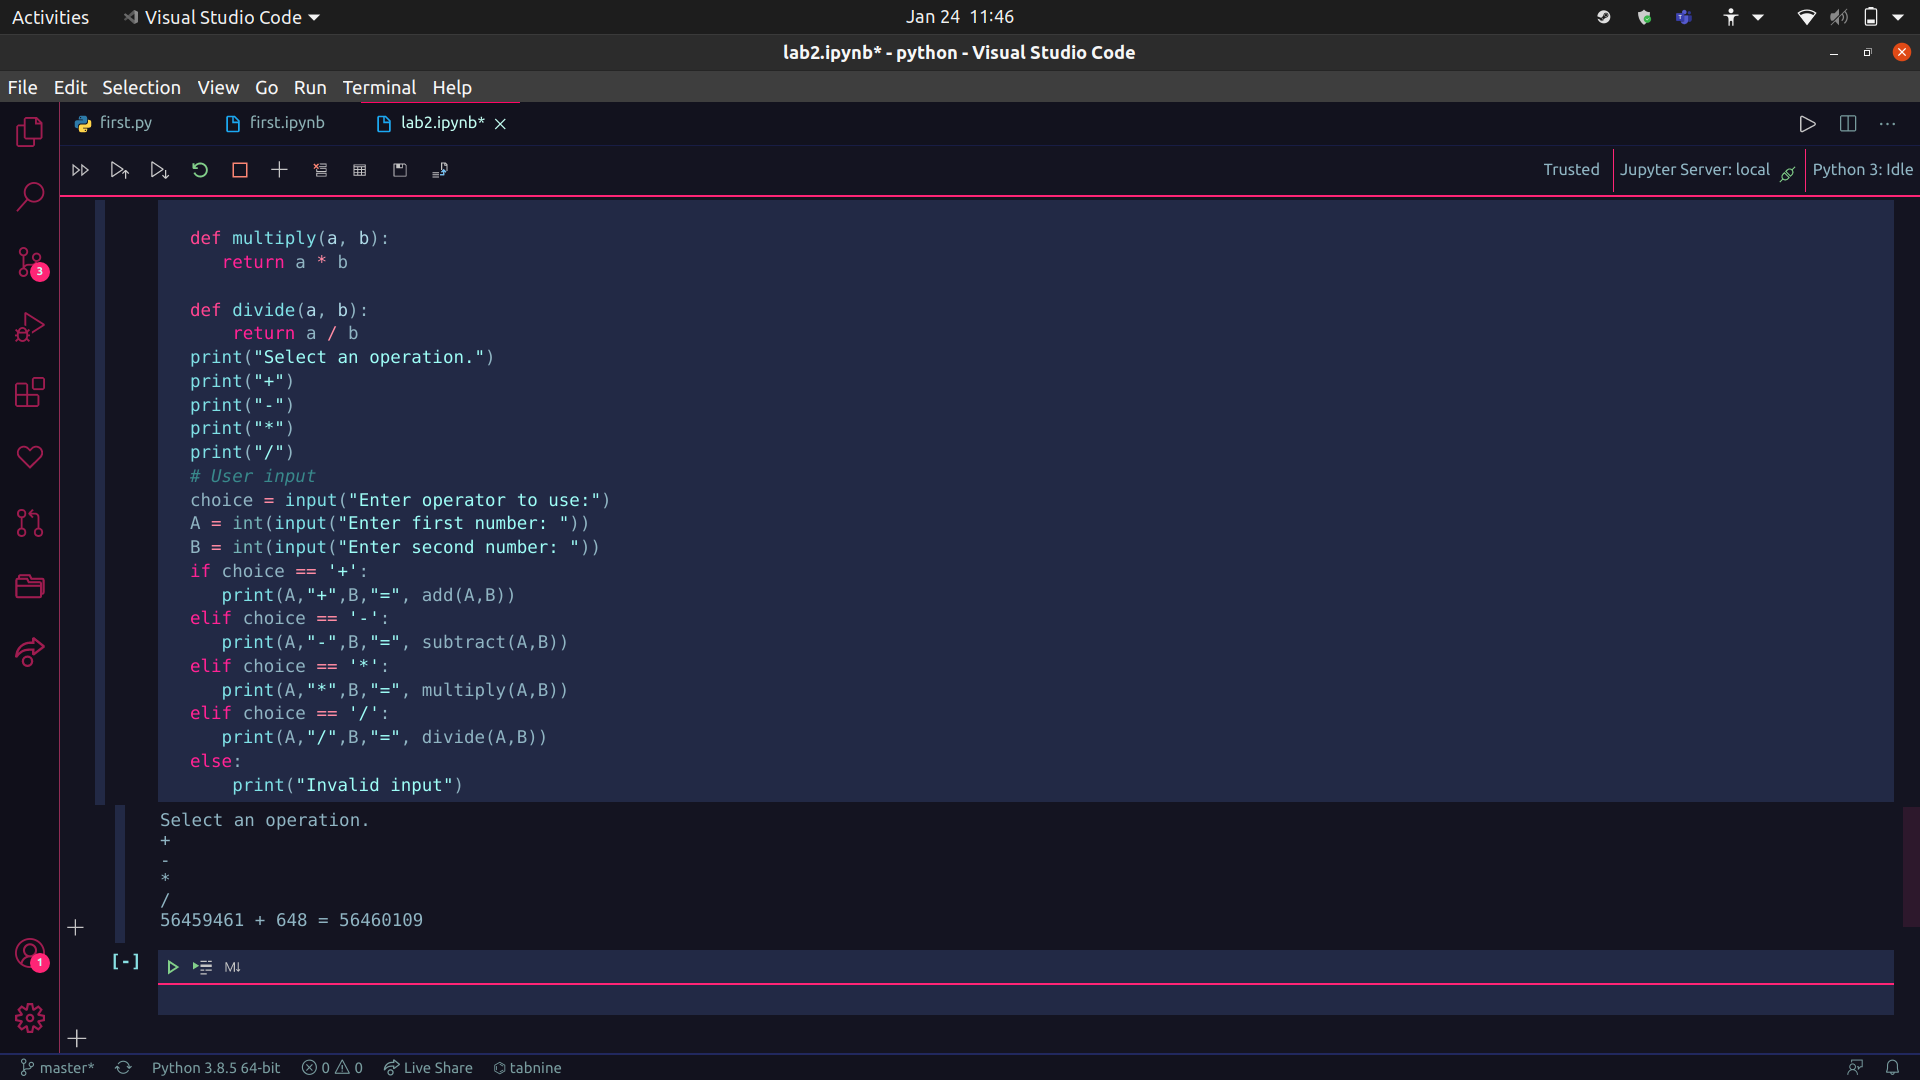 Activities Visual Studio Code Jan 24 11:46
lab2.ipynb* - python - Visual Studio Code
File Edit Selection View Go Run Terminal Help
first.py first.ipynb lab2.ipynb*
Trusted Jupyter Server: local Python 3: Idle
def multiply(a, b):
return a * b
def divide(a, b):
return a / b
print("Select an operation.")
print("+")
print("-")
print("*")
print("/")
# User input
choice = input("Enter operator to use:")
A = int(input("Enter first number: "))
B = int(input("Enter second number: "))
if choice == '+':
print(A,"+",B,"=", add(A,B))
elif choice == '-':
print(A,"-",B,"=", subtract(A,B))
elif choice == '*':
print(A,"*",B,"=", multiply(A,B))
elif choice == '/':
print(A,"/",B,"=", divide(A,B))
else:
print("Invalid input")
Select an operation.
+
-
*
/
56459461 + 648 = 56460109
[-] M↓
3
1
master* Python 3.8.5 64-bit 0 0 Live Share tabnine